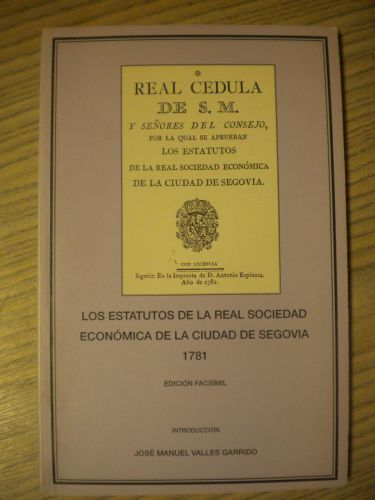 REAL CEDULA
DE S. M.
Y SEÑORES DEL CONSEJO,
POR LA QUAL SE APRUEBAN
LOS ESTATUTOS
DE LA REAL SOCIEDAD ECONÓMICA
DE LA CIUDAD DE SEGOVIA.
CON LICENCIA
Segovia: En la Imprenta de D. Antonio Espinosa.
Año de 1781.
LOS ESTATUTOS DE LA REAL SOCIEDAD
ECONÓMICA DE LA CIUDAD DE SEGOVIA
1781
EDICIÓN FACSÍMIL
INTRODUCCIÓN
JOSÉ MANUEL VALLES GARRIDO